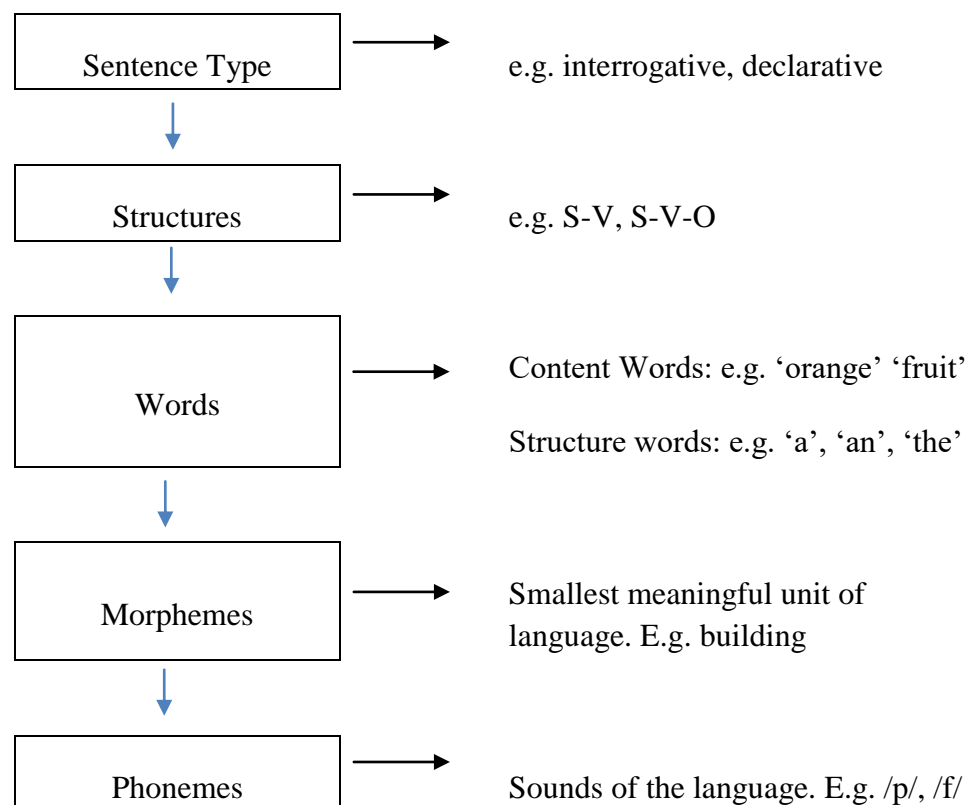 Sentence Type
e.g. interrogative, declarative
Structures
e.g. S-V, S-V-O
Words
Content Words: e.g. ‘orange’ ‘fruit’
Structure words: e.g. ‘a’, ‘an’, ‘the’
Morphemes
Smallest meaningful unit of
language. E.g. building
Phonemes
Sounds of the language. E.g. /p/, /f/